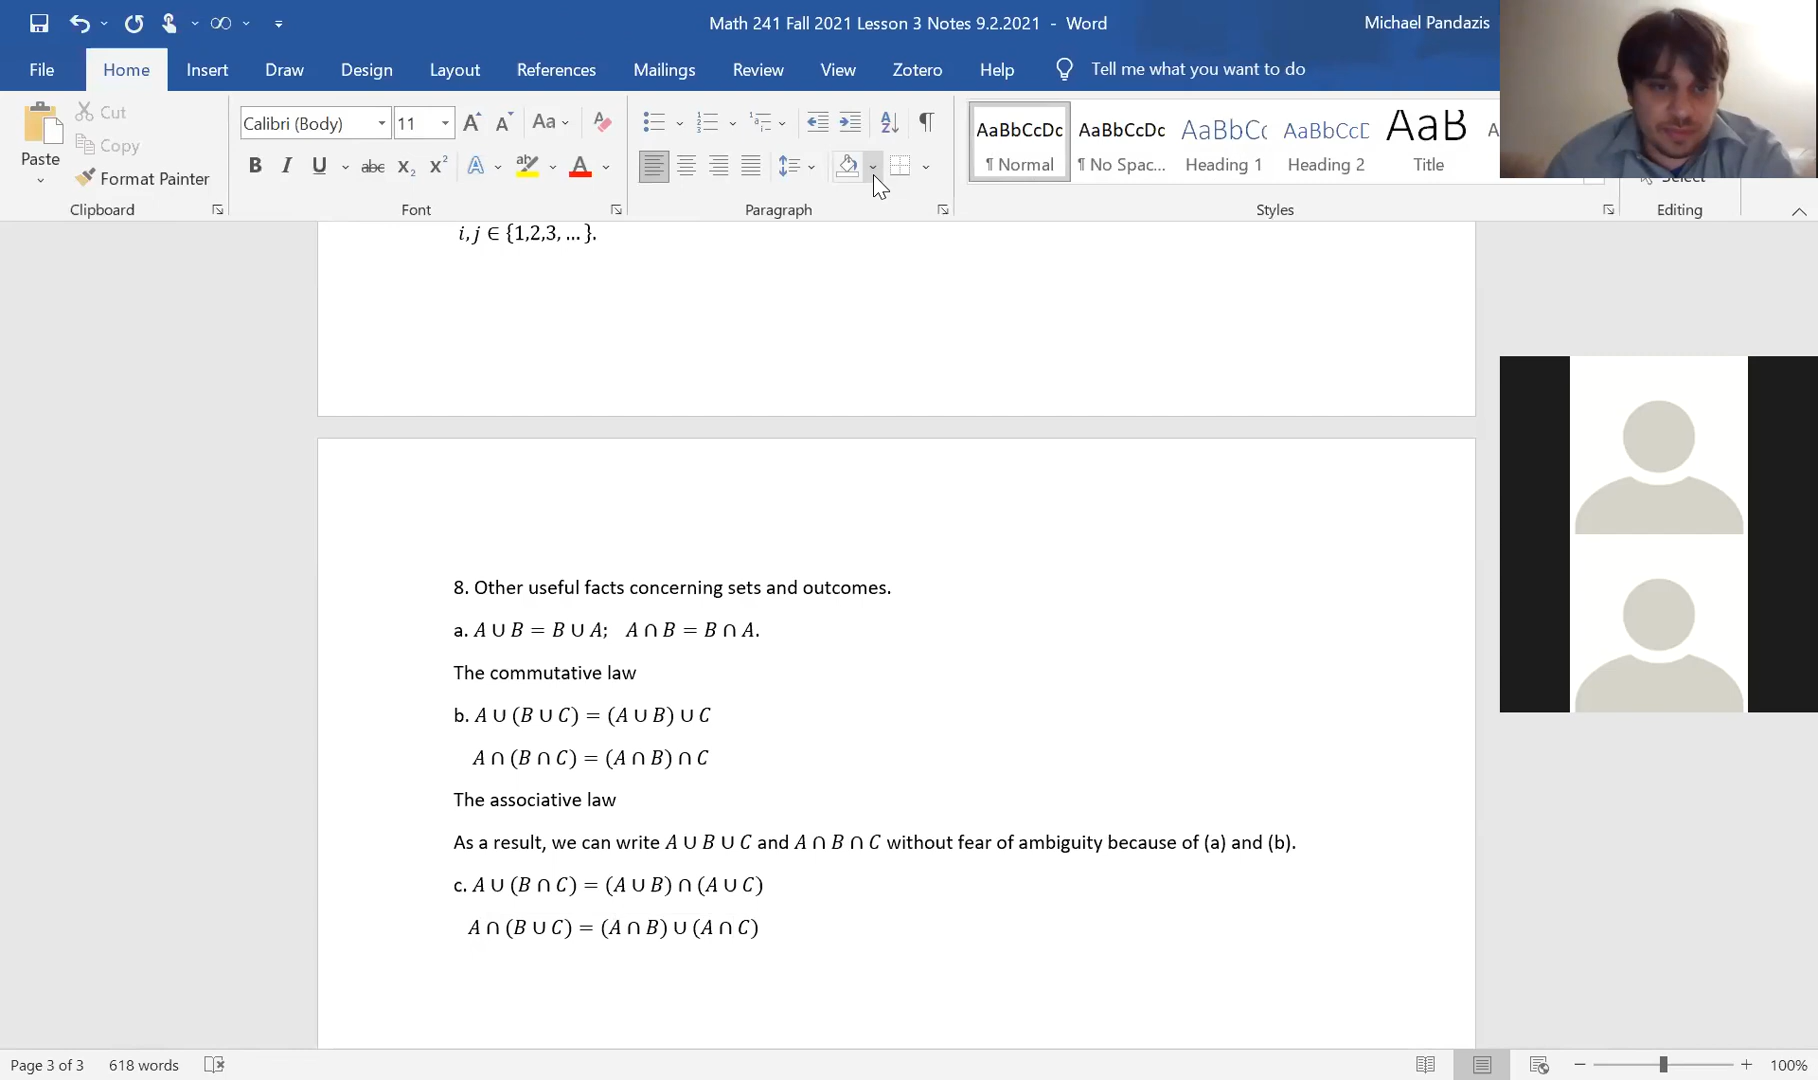 Math 241 Fall 2021 Lesson 3 Notes 9.2.2021 - Word
Michael Pandazis
File Home Insert Draw Design Layout References Mailings Review View Zotero Help Tell me what you want to do
Paste
Cut
Copy
Format Painter
Calibri (Body) 11
AaBbCcDc
¶ Normal
AaBbCcDc
¶ No Spac...
AaBbCc
Heading 1
AaBbCcD
Heading 2
AaB
Title
Select
Clipboard Font Paragraph Styles Editing
i, j ∈ {1,2,3, … }.
8. Other useful facts concerning sets and outcomes.
a. A ∪ B = B ∪ A; A ∩ B = B ∩ A.
The commutative law
b. A ∪ (B ∪ C) = (A ∪ B) ∪ C
A ∩ (B ∩ C) = (A ∩ B) ∩ C
The associative law
As a result, we can write A ∪ B ∪ C and A ∩ B ∩ C without fear of ambiguity because of (a) and (b).
c. A ∪ (B ∩ C) = (A ∪ B) ∩ (A ∪ C)
A ∩ (B ∪ C) = (A ∩ B) ∪ (A ∩ C)
Page 3 of 3 618 words
100%